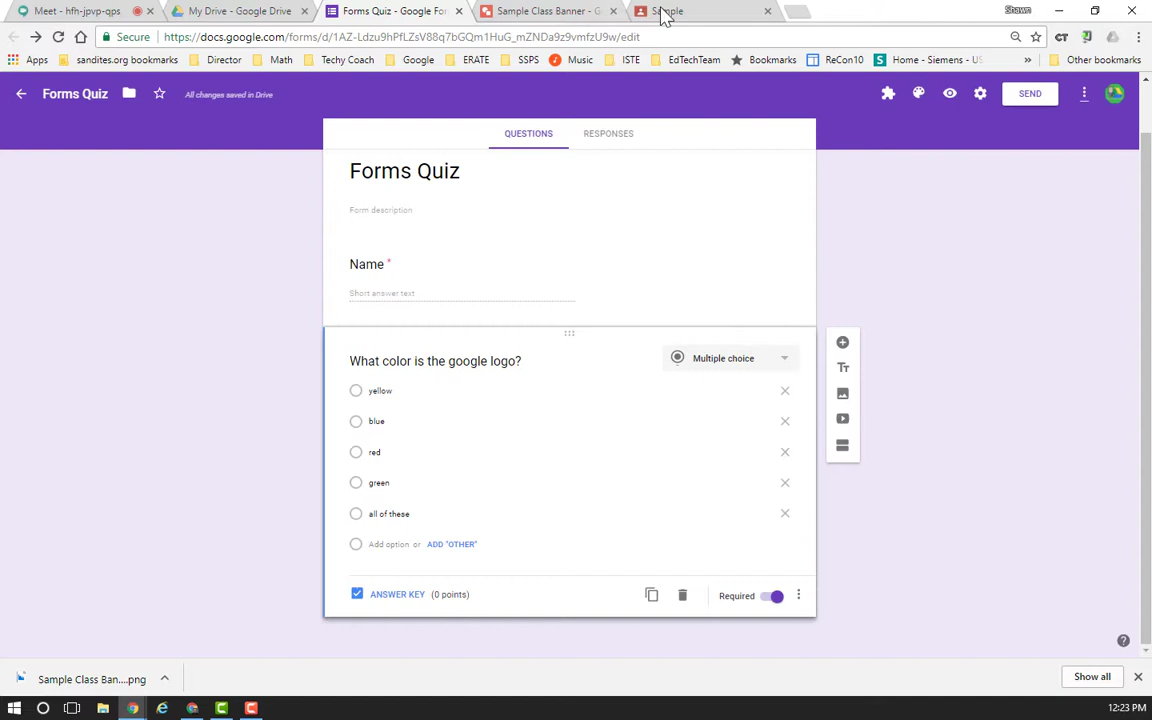 Meet - hfh-jpvp-qps
My Drive - Google Drive
Forms Quiz - Google For
Sample Class Banner - G
Sample
Shawn
Secure
https://docs.google.com/forms/d/1AZ-Ldzu9hPfLZsV88q7bGQm1HuG_mZNDa9z9vmfzU9w/edit
Apps
sandites.org bookmarks
Director
Math
Techy Coach
Google
ERATE
SSPS
Music
ISTE
EdTechTeam
Bookmarks
ReCon10
Home - Siemens - US
Other bookmarks
Forms Quiz
All changes saved in Drive
SEND
QUESTIONS
RESPONSES
Forms Quiz
Form description
Name *
Short answer text
What color is the google logo?
Multiple choice
yellow
blue
red
green
all of these
Add option or ADD "OTHER"
ANSWER KEY (0 points)
Required
Sample Class Ban....png
Show all
12:23 PM